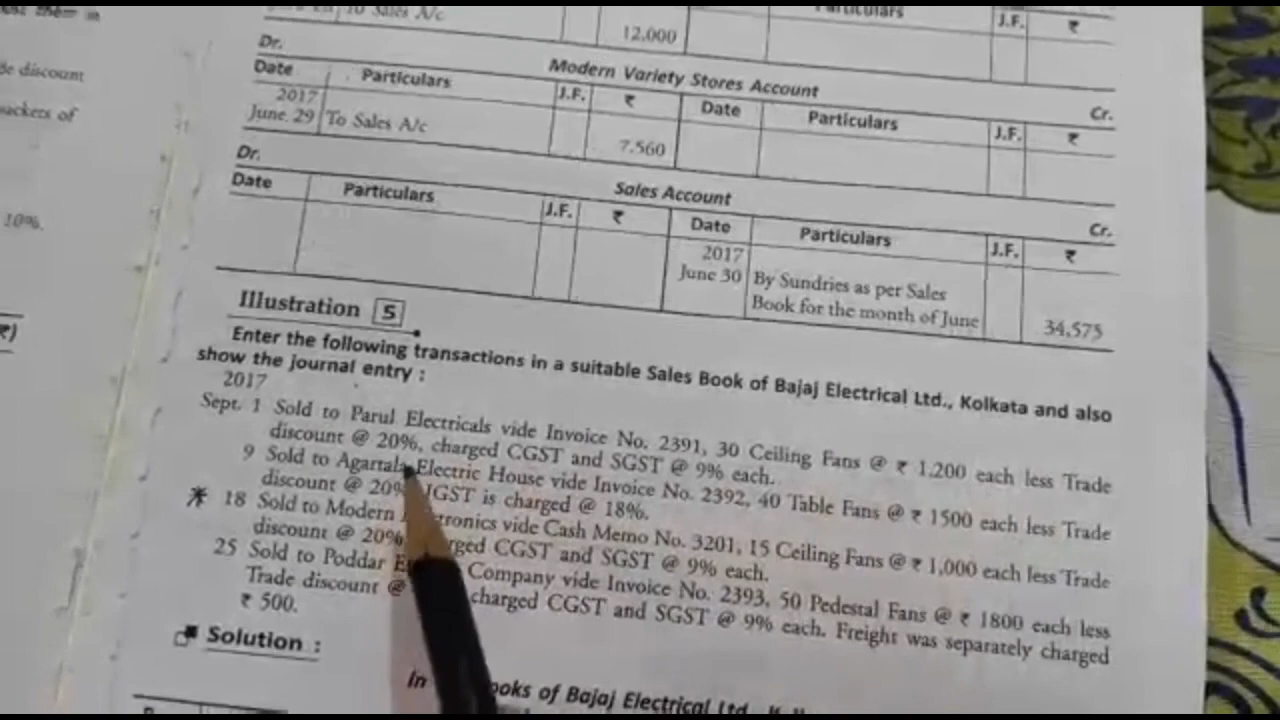 them in
discount
ackers of
10%.
To Sales A/c
12,000
Particulars
J.F.
₹
Dr.
Modern Variety Stores Account
Cr.
Date Particulars J.F. ₹ Date Particulars J.F. ₹
2017
June 29 To Sales A/c 7,560
Dr.
Sales Account
Cr.
Date Particulars J.F. ₹ Date Particulars J.F. ₹
2017
June 30 By Sundries as per Sales
Book for the month of June 34,575
Illustration 5
Enter the following transactions in a suitable Sales Book of Bajaj Electrical Ltd., Kolkata and also
show the journal entry :
2017
Sept. 1 Sold to Parul Electricals vide Invoice No. 2391, 30 Ceiling Fans @ ₹ 1,200 each less Trade
discount @ 20%, charged CGST and SGST @ 9% each.
9 Sold to Agartala Electric House vide Invoice No. 2392, 40 Table Fans @ ₹ 1500 each less Trade
discount @ 20% IGST is charged @ 18%.
18 Sold to Modern tronics vide Cash Memo No. 3201, 15 Ceiling Fans @ ₹ 1,000 each less Trade
discount @ 20% rged CGST and SGST @ 9% each.
25 Sold to Poddar Company vide Invoice No. 2393, 50 Pedestal Fans @ ₹ 1800 each less
Trade discount @ charged CGST and SGST @ 9% each. Freight was separately charged
₹ 500.
Solution :
In ooks of Bajaj Electrical Ltd.